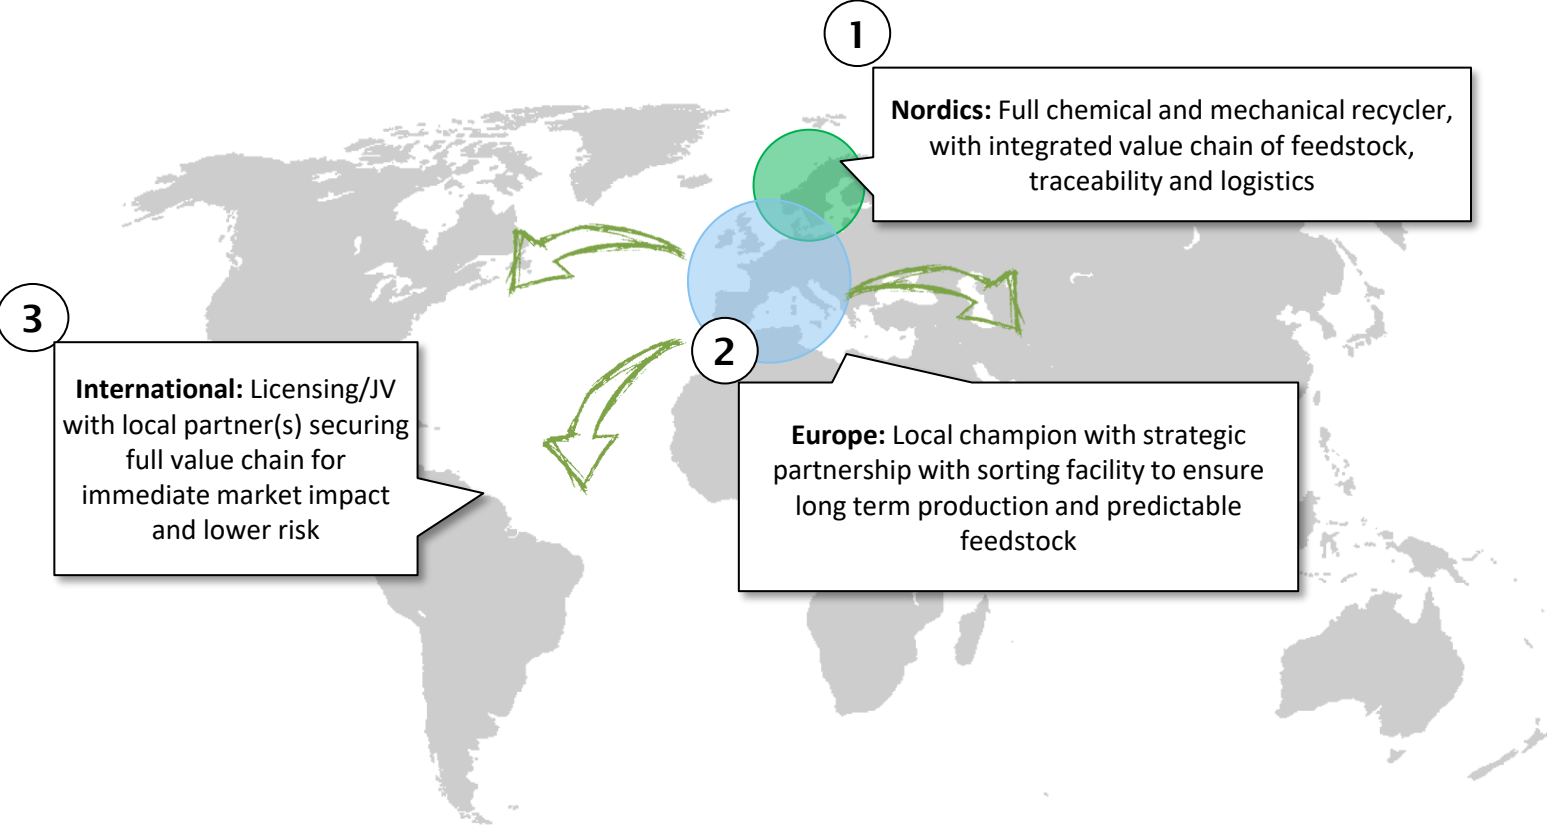 1
Nordics: Full chemical and mechanical recycler,
with integrated value chain of feedstock,
traceability and logistics
2
Europe: Local champion with strategic
partnership with sorting facility to ensure
long term production and predictable
feedstock
3
International: Licensing/JV
with local partner(s) securing
full value chain for
immediate market impact
and lower risk